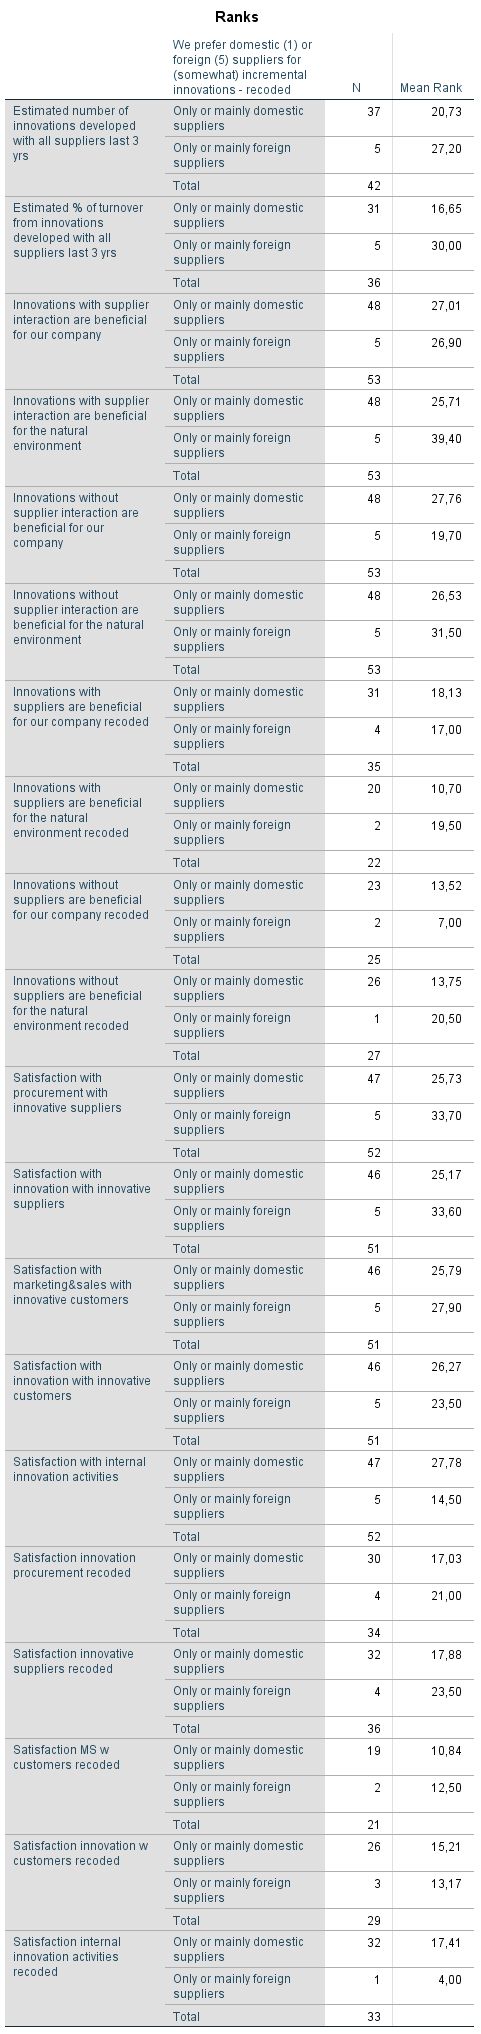 Ranks
We prefer domestic (1) or
foreign (5) suppliers for
(somewhat) incremental
innovations - recoded N Mean Rank
Estimated number of
innovations developed
with all suppliers last 3
yrs
Only or mainly domestic
suppliers
37 20,73
Only or mainly foreign
suppliers
5 27,20
Total 42
Estimated % of turnover
from innovations
developed with all
suppliers last 3 yrs
Only or mainly domestic
suppliers
31 16,65
Only or mainly foreign
suppliers
5 30,00
Total 36
Innovations with supplier
interaction are beneficial
for our company
Only or mainly domestic
suppliers
48 27,01
Only or mainly foreign
suppliers
5 26,90
Total 53
Innovations with supplier
interaction are beneficial
for the natural
environment
Only or mainly domestic
suppliers
48 25,71
Only or mainly foreign
suppliers
5 39,40
Total 53
Innovations without
supplier interaction are
beneficial for our
company
Only or mainly domestic
suppliers
48 27,76
Only or mainly foreign
suppliers
5 19,70
Total 53
Innovations without
supplier interaction are
beneficial for the natural
environment
Only or mainly domestic
suppliers
48 26,53
Only or mainly foreign
suppliers
5 31,50
Total 53
Innovations with
suppliers are beneficial
for our company recoded
Only or mainly domestic
suppliers
31 18,13
Only or mainly foreign
suppliers
4 17,00
Total 35
Innovations with
suppliers are beneficial
for the natural
environment recoded
Only or mainly domestic
suppliers
20 10,70
Only or mainly foreign
suppliers
2 19,50
Total 22
Innovations without
suppliers are beneficial
for our company recoded
Only or mainly domestic
suppliers
23 13,52
Only or mainly foreign
suppliers
2 7,00
Total 25
Innovations without
suppliers are beneficial
for the natural
environment recoded
Only or mainly domestic
suppliers
26 13,75
Only or mainly foreign
suppliers
1 20,50
Total 27
Satisfaction with
procurement with
innovative suppliers
Only or mainly domestic
suppliers
47 25,73
Only or mainly foreign
suppliers
5 33,70
Total 52
Satisfaction with
innovation with innovative
suppliers
Only or mainly domestic
suppliers
46 25,17
Only or mainly foreign
suppliers
5 33,60
Total 51
Satisfaction with
marketing&sales with
innovative customers
Only or mainly domestic
suppliers
46 25,79
Only or mainly foreign
suppliers
5 27,90
Total 51
Satisfaction with
innovation with innovative
customers
Only or mainly domestic
suppliers
46 26,27
Only or mainly foreign
suppliers
5 23,50
Total 51
Satisfaction with internal
innovation activities
Only or mainly domestic
suppliers
47 27,78
Only or mainly foreign
suppliers
5 14,50
Total 52
Satisfaction innovation
procurement recoded
Only or mainly domestic
suppliers
30 17,03
Only or mainly foreign
suppliers
4 21,00
Total 34
Satisfaction innovative
suppliers recoded
Only or mainly domestic
suppliers
32 17,88
Only or mainly foreign
suppliers
4 23,50
Total 36
Satisfaction MS w
customers recoded
Only or mainly domestic
suppliers
19 10,84
Only or mainly foreign
suppliers
2 12,50
Total 21
Satisfaction innovation w
customers recoded
Only or mainly domestic
suppliers
26 15,21
Only or mainly foreign
suppliers
3 13,17
Total 29
Satisfaction internal
innovation activities
recoded
Only or mainly domestic
suppliers
32 17,41
Only or mainly foreign
suppliers
1 4,00
Total 33